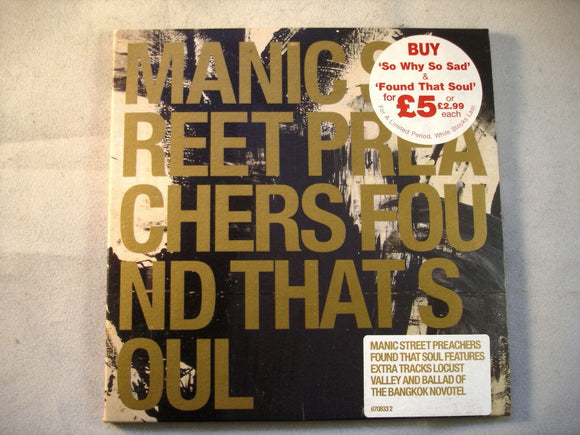 MANIC S
REET PREA
CHERS FOU
ND THAT S
OUL
BUY
'So Why So Sad'
&
'Found That Soul'
for £5 or £2.99 each
For A Limited Period. While Stocks Last
MANIC STREET PREACHERS
FOUND THAT SOUL FEATURES
EXTRA TRACKS LOCUST
VALLEY AND BALLAD OF
THE BANGKOK NOVOTEL
670833 2